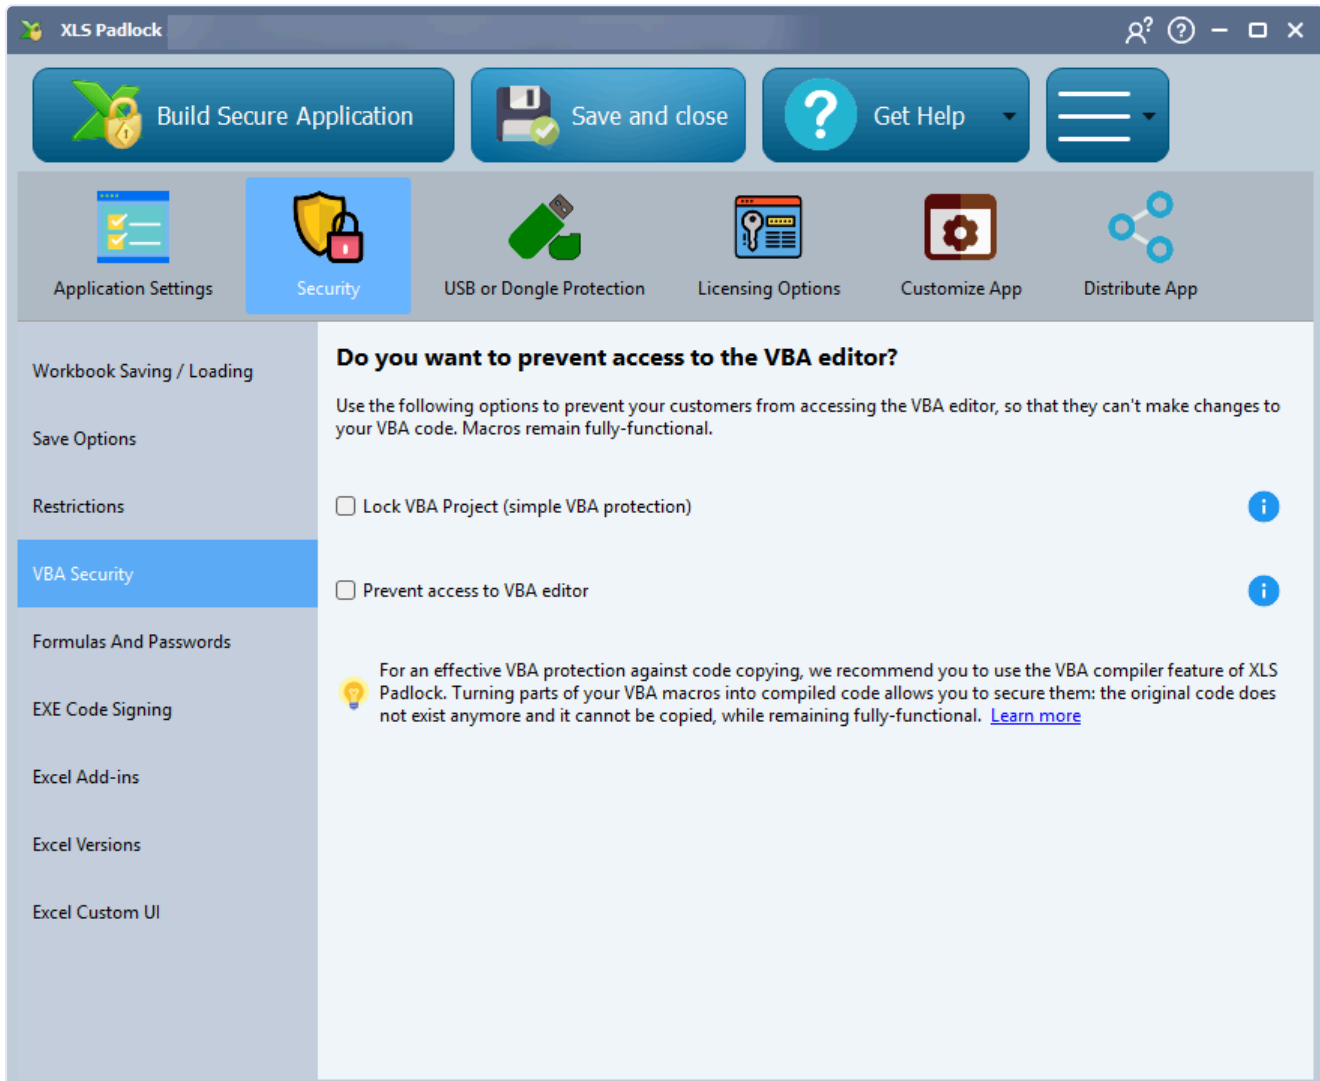 XLS Padlock
Build Secure Application
Save and close
Get Help
Application Settings
Security
USB or Dongle Protection
Licensing Options
Customize App
Distribute App
Workbook Saving / Loading
Save Options
Restrictions
VBA Security
Formulas And Passwords
EXE Code Signing
Excel Add-ins
Excel Versions
Excel Custom UI
Do you want to prevent access to the VBA editor?
Use the following options to prevent your customers from accessing the VBA editor, so that they can't make changes to
your VBA code. Macros remain fully-functional.
Lock VBA Project (simple VBA protection)
Prevent access to VBA editor
For an effective VBA protection against code copying, we recommend you to use the VBA compiler feature of XLS
Padlock. Turning parts of your VBA macros into compiled code allows you to secure them: the original code does
not exist anymore and it cannot be copied, while remaining fully-functional. Learn more